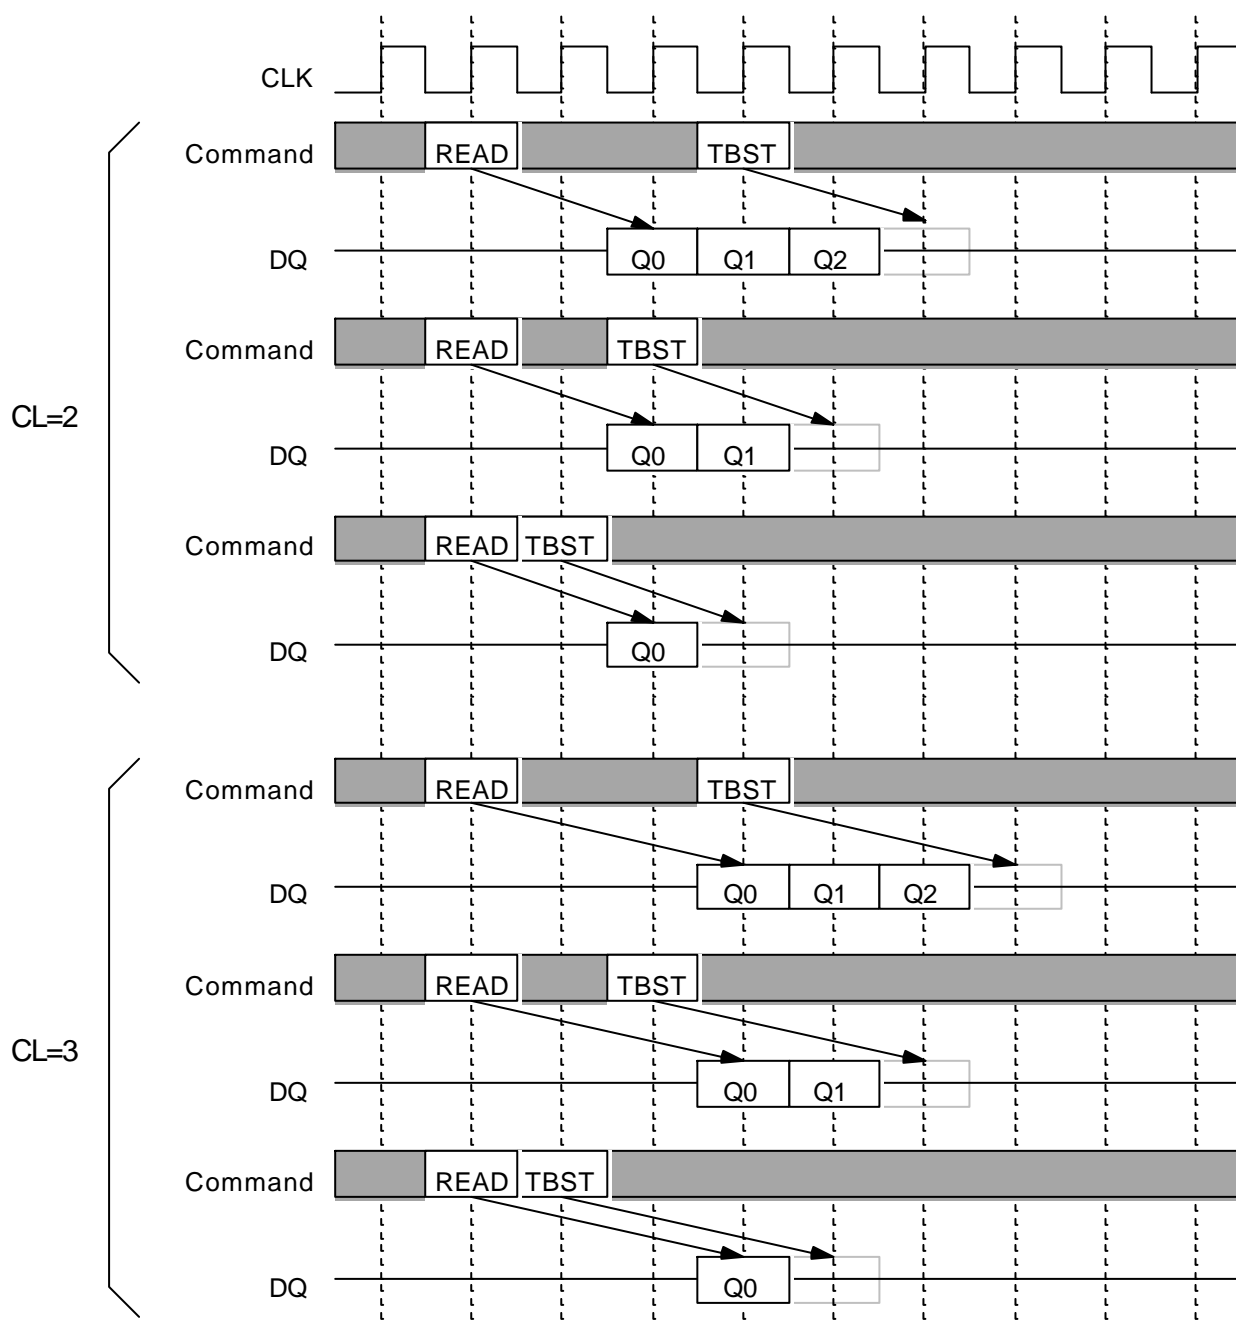 CLK
Command READ TBST
DQ Q0 Q1 Q2
Command READ TBST
CL=2
DQ Q0 Q1
Command READ TBST
DQ Q0
Command READ TBST
DQ Q0 Q1 Q2
Command READ TBST
CL=3
DQ Q0 Q1
Command READ TBST
DQ Q0